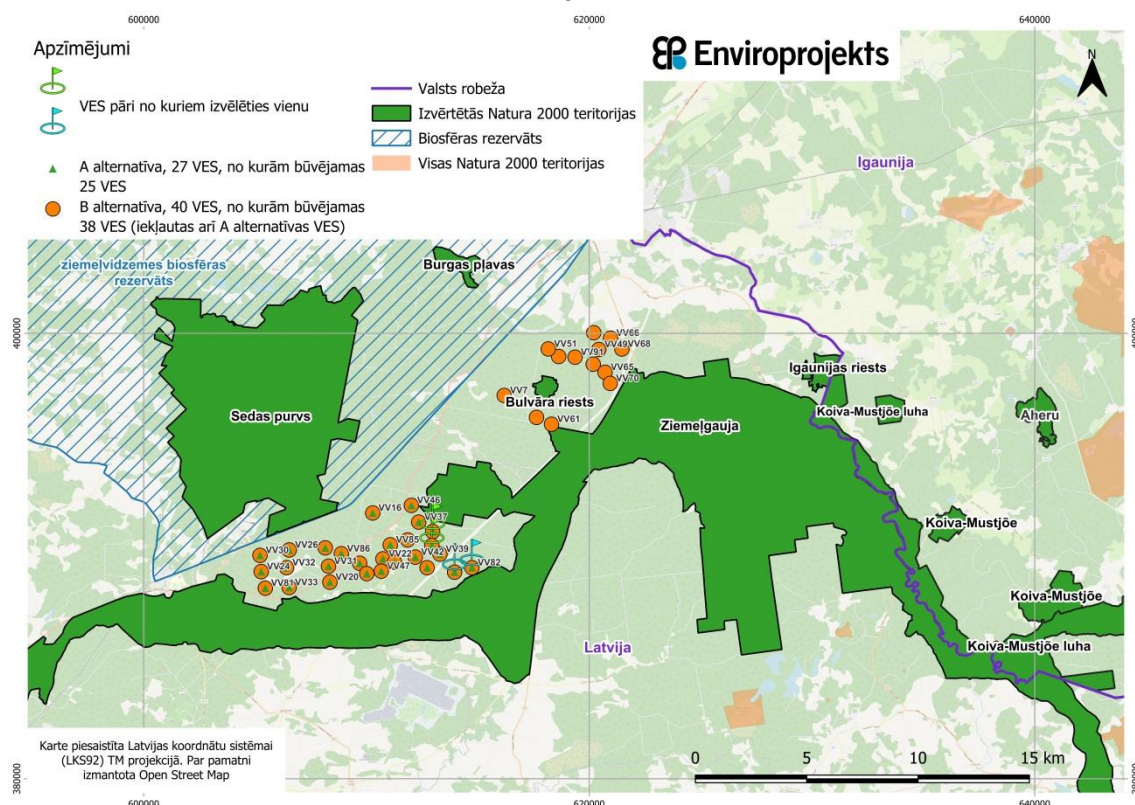 600000
620000
640000
Apzīmējumi
VES pāri no kuriem izvēlēties vienu
A alternatīva, 27 VES, no kurām būvējamas
25 VES
B alternatīva, 40 VES, no kurām būvējamas
38 VES (iekļautas arī A alternatīvas VES)
Valsts robeža
Izvērtētās Natura 2000 teritorijas
Biosfēras rezervāts
Visas Natura 2000 teritorijas
Enviroprojekts
N
Igaunija
ziemeļvidzemes biosfēras
rezervāts
Burgas pļavas
400000
400000
VV66
VV51
VV49
VV68
VV91
VV65
VV70
VV7
Bulvāra riests
VV61
Igaunijas riests
Koiva-Mustjõe luha
Aheru
Sedas purvs
Ziemeļgauja
VV46
VV16
VV37
VV85
VV26
VV86
VV30
VV22
VV42
VV39
VV24
VV32
VV31
VV47
VV82
VV81
VV33
VV20
Koiva-Mustjõe
Koiva-Mustjõe
Koiva-Mustjõe luha
Latvija
Karte piesaistīta Latvijas koordnātu sistēmai
(LKS92) TM projekcijā. Par pamatni
izmantota Open Street Map
0
5
10
15 km
380000
380000
600000
620000
640000